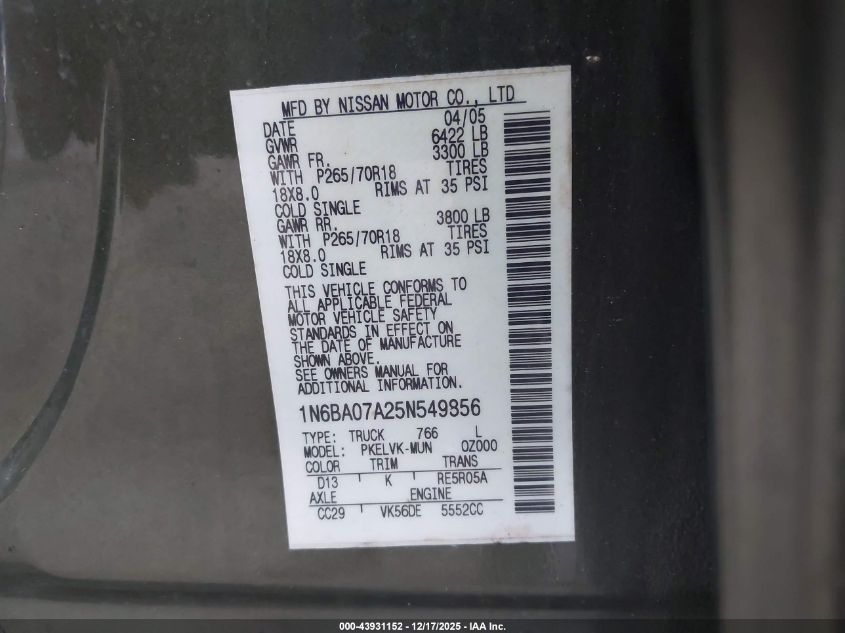 MFD BY NISSAN MOTOR CO., LTD
DATE 04/05
GVWR 6422 LB
GAWR FR. 3300 LB
WITH P265/70R18 TIRES
18X8.0 RIMS AT 35 PSI
COLD SINGLE
GAWR RR. 3800 LB
WITH P265/70R18 TIRES
18X8.0 RIMS AT 35 PSI
COLD SINGLE
THIS VEHICLE CONFORMS TO
ALL APPLICABLE FEDERAL
MOTOR VEHICLE SAFETY
STANDARDS IN EFFECT ON
THE DATE OF MANUFACTURE
SHOWN ABOVE.
SEE OWNERS MANUAL FOR
ADDITIONAL INFORMATION.
1N6BA07A25N549856
TYPE: TRUCK 766 L
MODEL: PKELVK-MUN 0Z000
COLOR TRIM TRANS
D13 K RE5R05A
AXLE ENGINE
CC29 VK56DE 5552CC
000-43931152 - 12/17/2025 - IAA Inc.